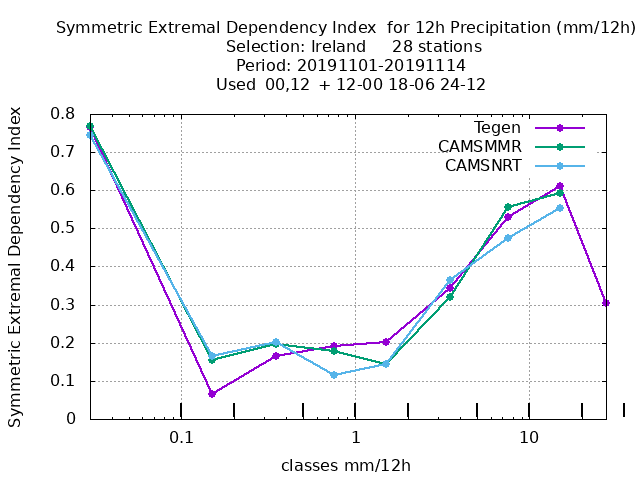 Symmetric Extremal Dependency Index  for 12h Precipitation (mm/12h)
Selection: Ireland     28 stations
Period: 20191101-20191114
Used  00,12  + 12-00 18-06 24-12
Symmetric Extremal Dependency Index
0.8
0.7
0.6
0.5
0.4
0.3
0.2
0.1
0
Tegen
CAMSMMR
CAMSNRT
0.1
1
10
classes mm/12h